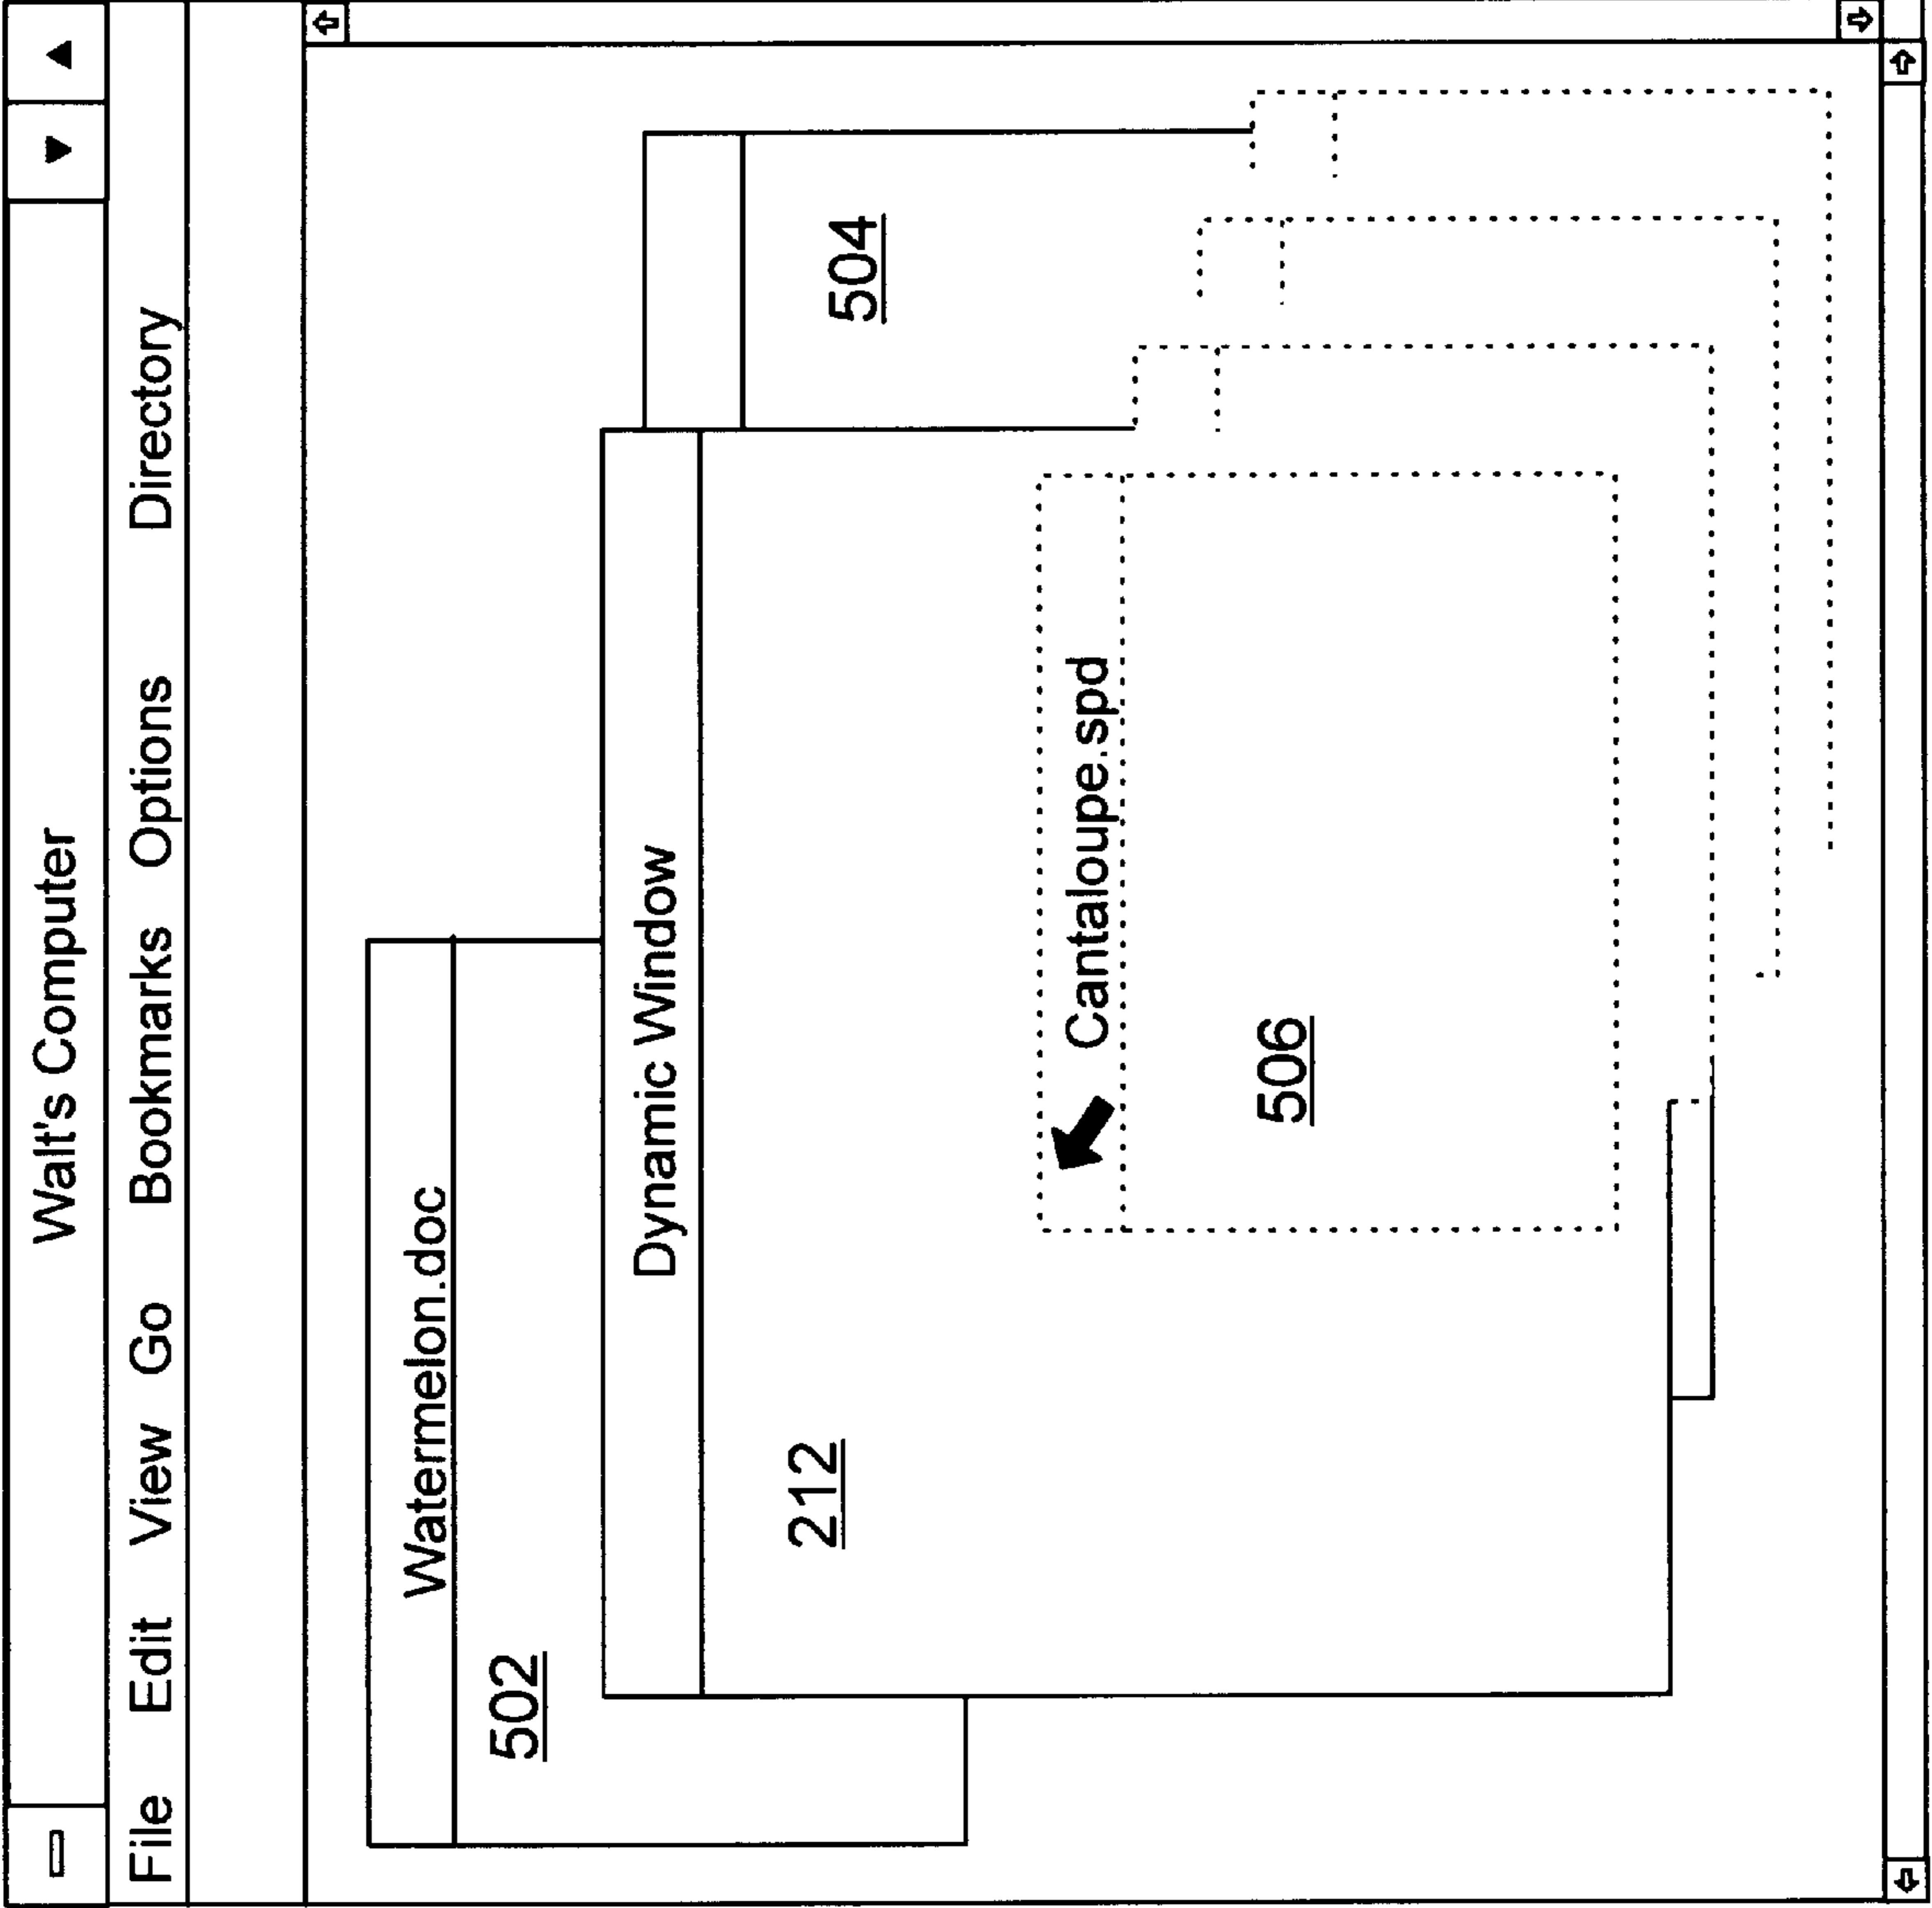 Walt's Computer
File Edit View Go Bookmarks Options Directory
Watermelon.doc
502
Dynamic Window
212
504
Cantaloupe.spd
506